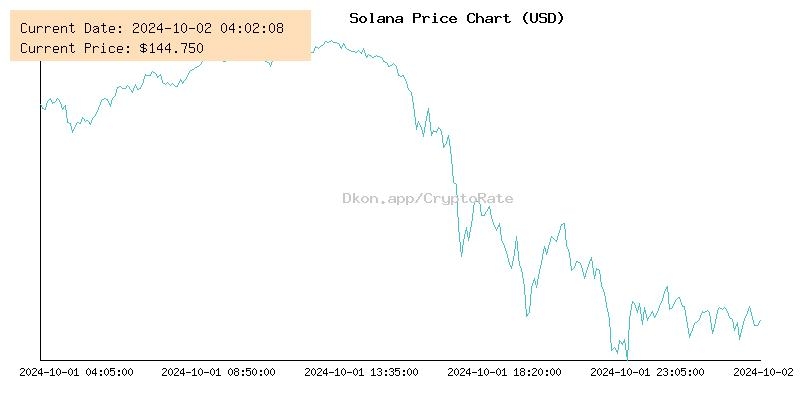 Solana Price Chart (USD)
Current Date: 2024-10-02 04:02:08
Current Price: $144.750
Dkon.app/CryptoRate
2024-10-01 04:05:00 2024-10-01 08:50:00 2024-10-01 13:35:00 2024-10-01 18:20:00 2024-10-01 23:05:00 2024-10-02